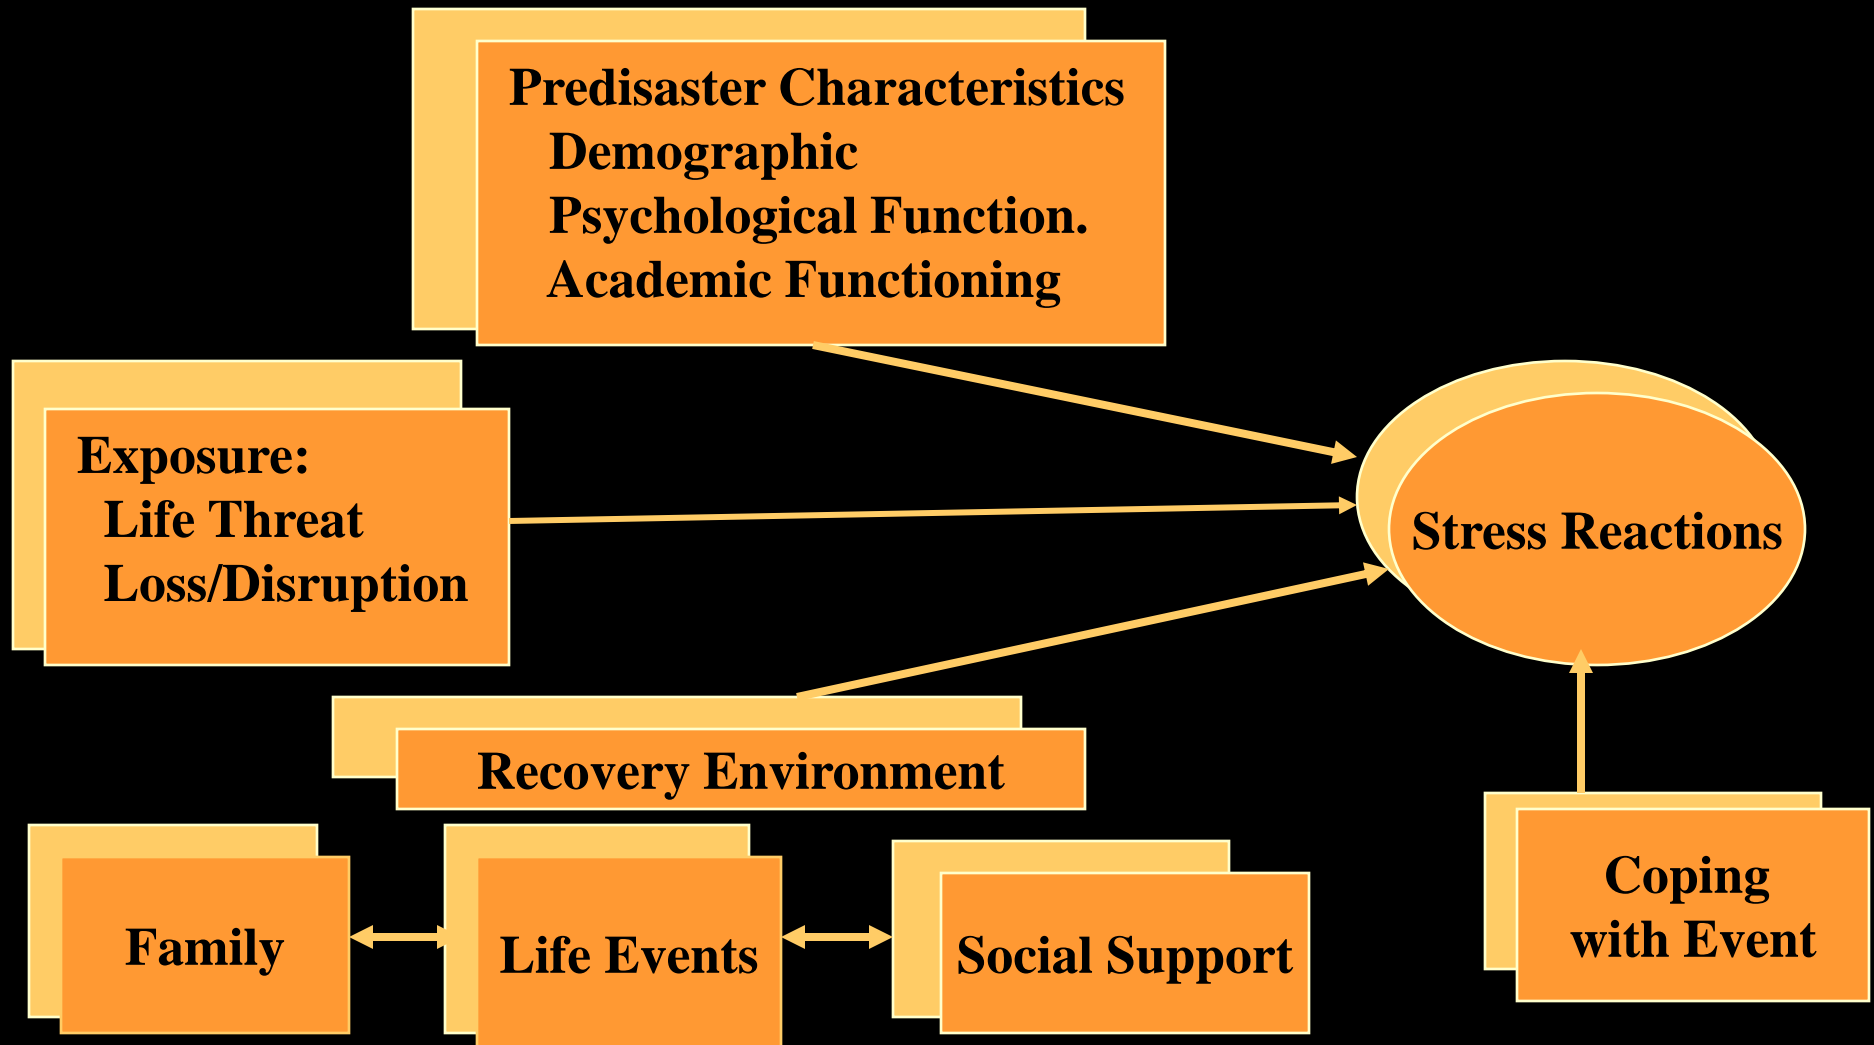 Predisaster Characteristics
Demographic
Psychological Function.
Academic Functioning
Exposure:
Life Threat
Loss/Disruption
Stress Reactions
Recovery Environment
Family
Life Events
Social Support
Coping
with Event